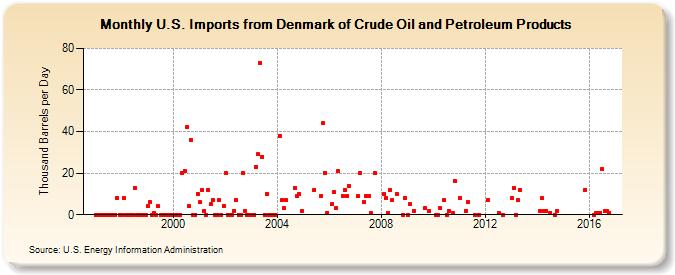 Monthly U.S. Imports from Denmark of Crude Oil and Petroleum Products
Thousand Barrels per Day
80
60
40
20
0
2000 2004 2008 2012 2016
Source: U.S. Energy Information Administration